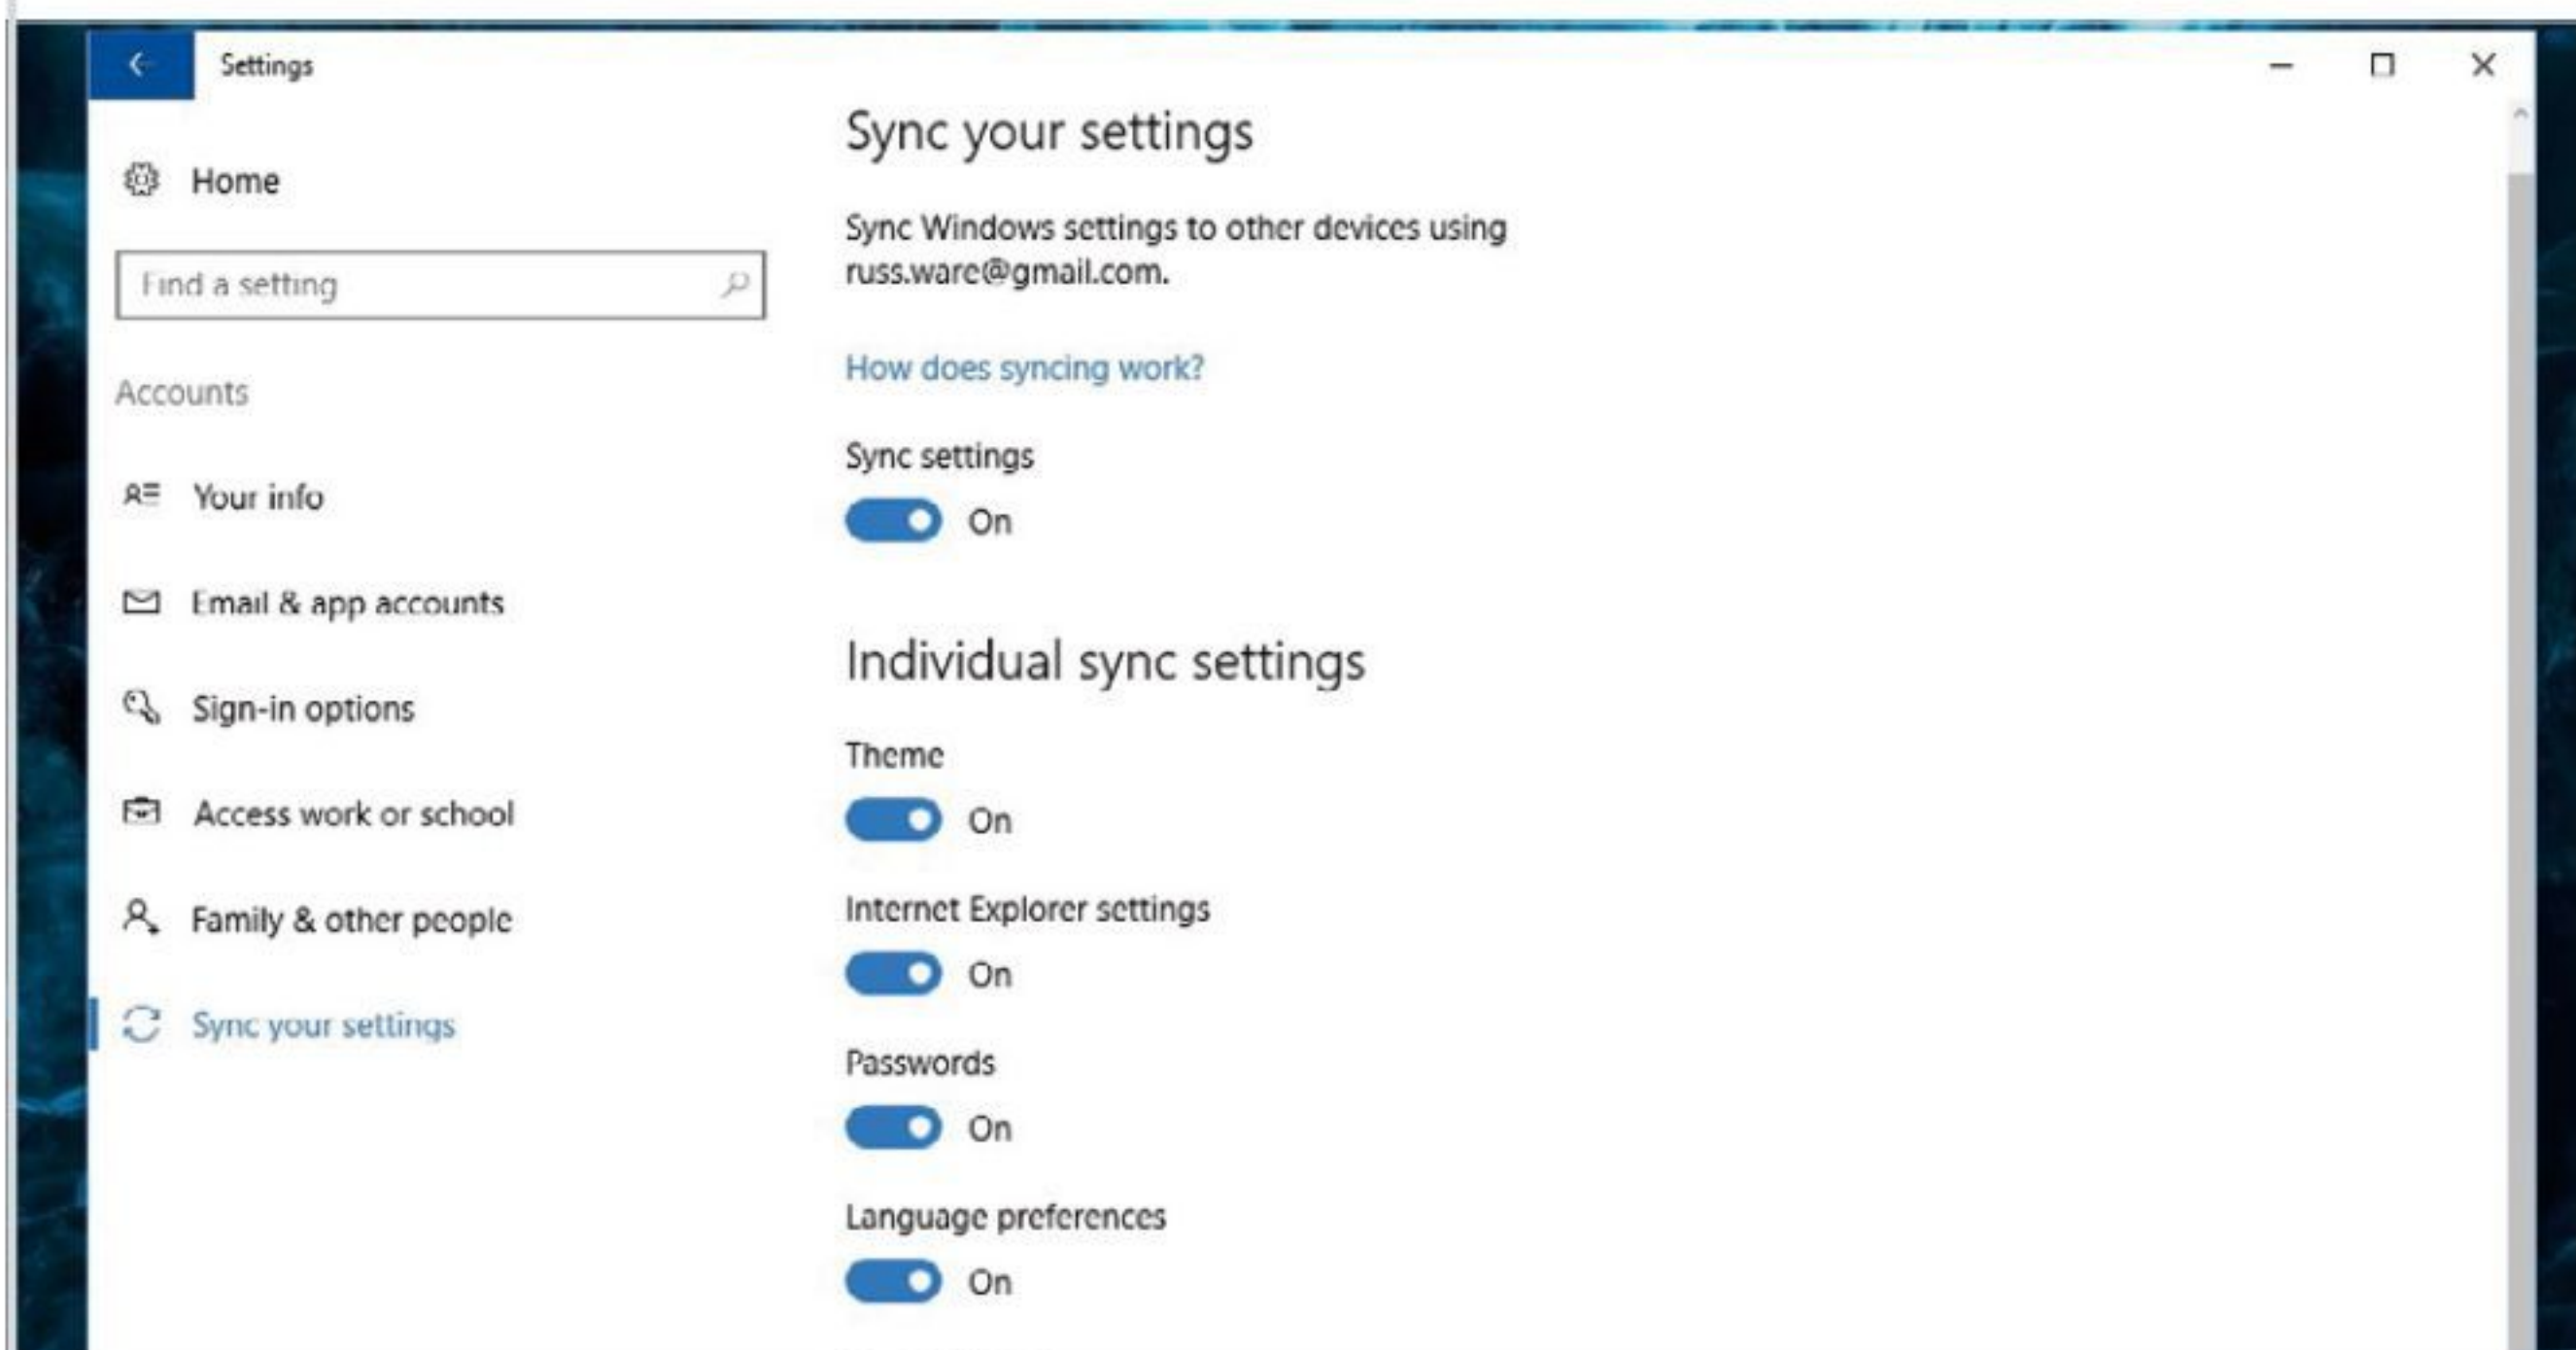 Settings
Home
Find a setting
Accounts
Your info
Email & app accounts
Sign-in options
Access work or school
Family & other people
Sync your settings
Sync your settings
Sync Windows settings to other devices using
russ.ware@gmail.com.
How does syncing work?
Sync settings
On
Individual sync settings
Theme
On
Internet Explorer settings
On
Passwords
On
Language preferences
On